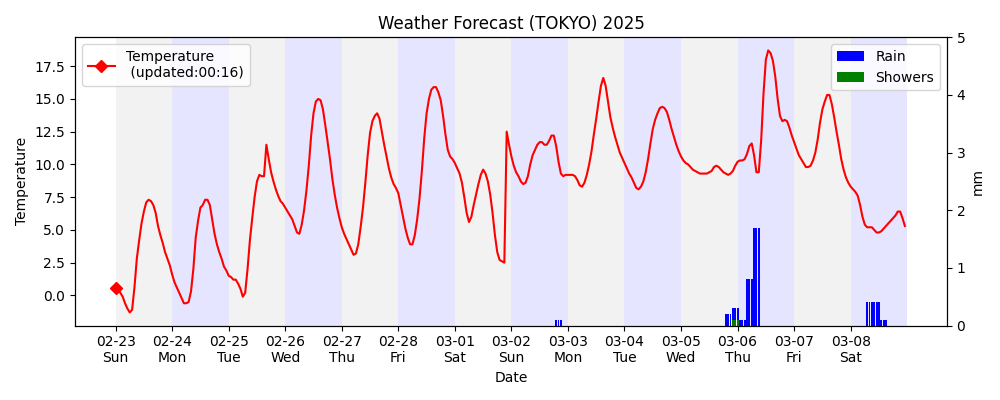 Weather Forecast (TOKYO) 2025
Temperature
(updated:00:16)
Rain
Showers
Temperature
17.5
15.0
12.5
10.0
7.5
5.0
2.5
0.0
5
4
3
2
1
0
mm
02-23 02-24 02-25 02-26 02-27 02-28 03-01 03-02 03-03 03-04 03-05 03-06 03-07 03-08
Sun Mon Tue Wed Thu Fri Sat Sun Mon Tue Wed Thu Fri Sat
Date